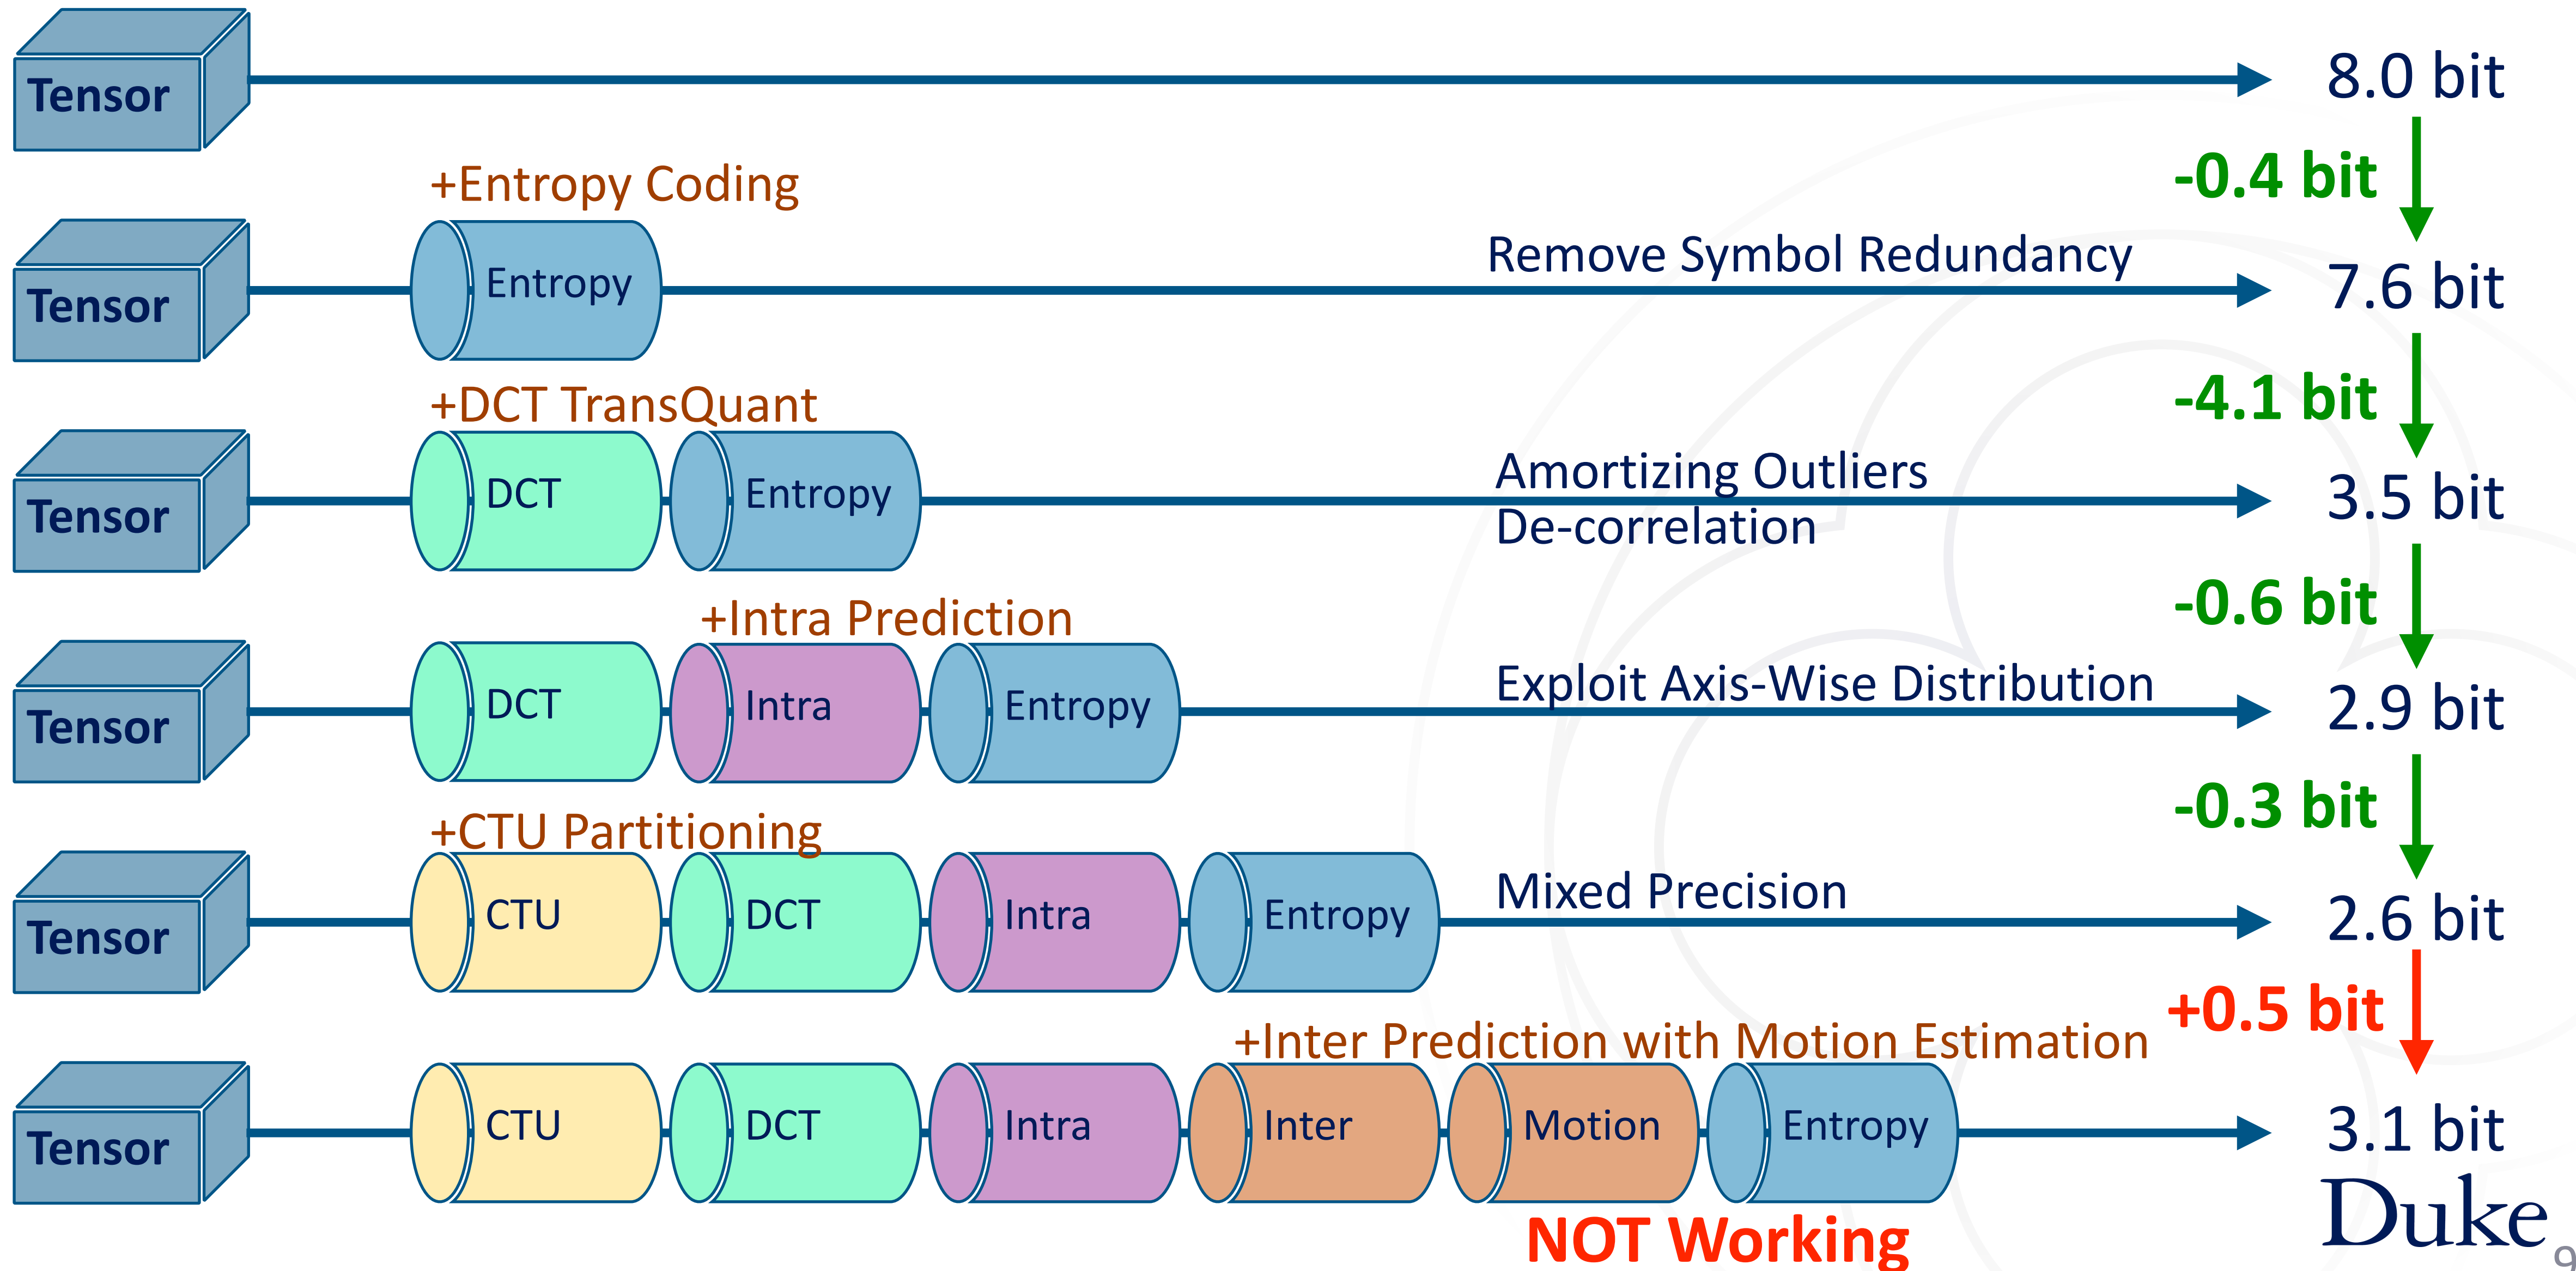 Tensor
8.0 bit
-0.4 bit
+Entropy Coding
Tensor
Entropy
Remove Symbol Redundancy
7.6 bit
-4.1 bit
+DCT TransQuant
Tensor
DCT
Entropy
Amortizing Outliers
De-correlation
3.5 bit
-0.6 bit
+Intra Prediction
Tensor
DCT
Intra
Entropy
Exploit Axis-Wise Distribution
2.9 bit
-0.3 bit
+CTU Partitioning
Tensor
CTU
DCT
Intra
Entropy
Mixed Precision
2.6 bit
+0.5 bit
+Inter Prediction with Motion Estimation
Tensor
CTU
DCT
Intra
Inter
Motion
Entropy
3.1 bit
NOT Working
Duke
9